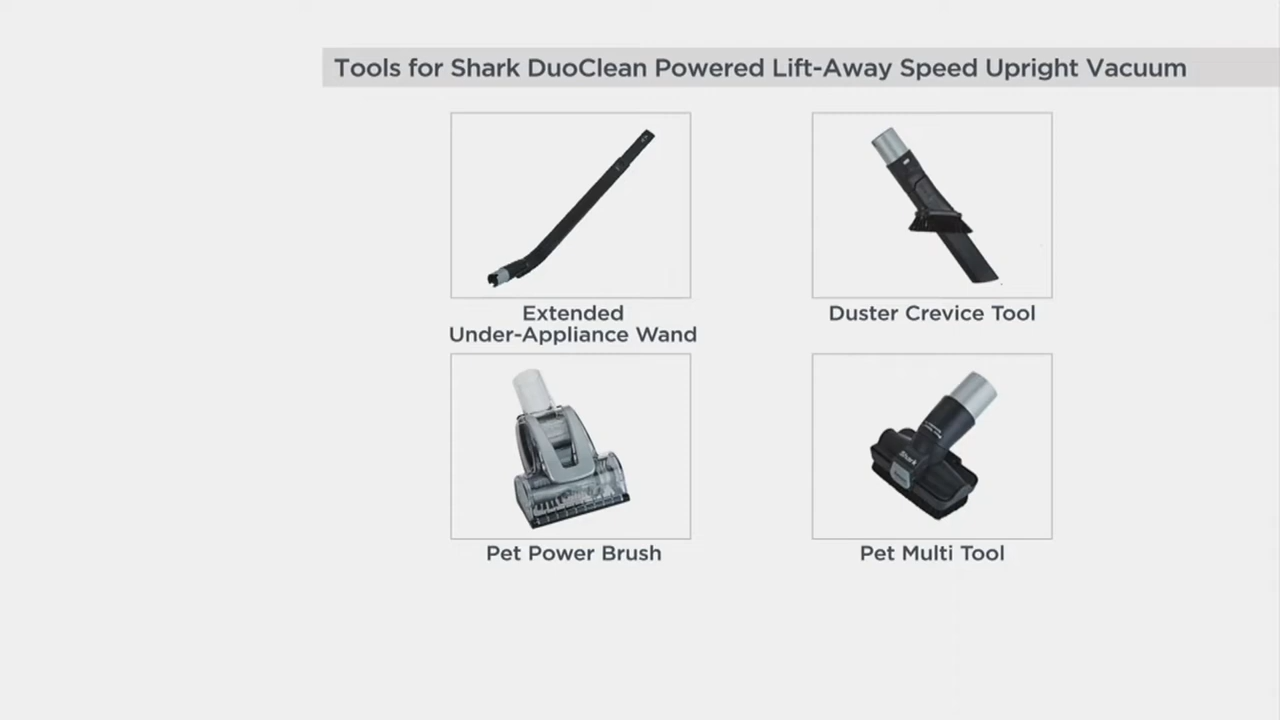 Tools for Shark DuoClean Powered Lift-Away Speed Upright Vacuum
Extended
Under-Appliance Wand
Duster Crevice Tool
Shark
Pet Power Brush
Pet Multi Tool